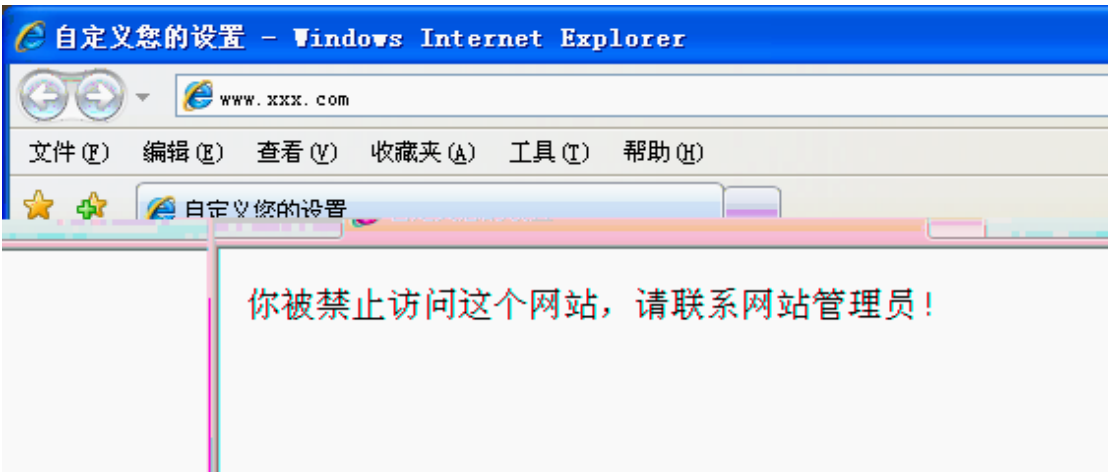 自定义您的设置 - Windows Internet Explorer
www.xxx.com
文件(F) 编辑(E) 查看(V) 收藏夹(A) 工具(T) 帮助(H)
自定义您的设置
你被禁止访问这个网站，请联系网站管理员！